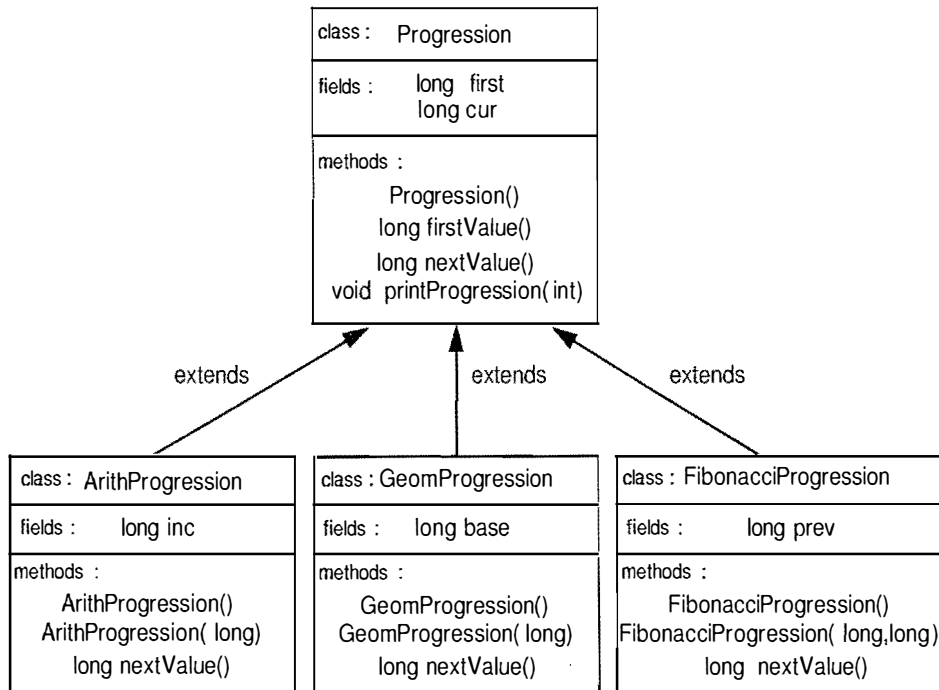 class : Progression
fields : long first
long cur
methods :
Progression()
long firstValue()
long nextValue()
void printProgression(int)
extends
extends
extends
class : ArithProgression
fields : long inc
methods :
ArithProgression()
ArithProgression( long)
long nextValue()
class : GeomProgression
fields : long base
methods :
GeomProgression()
GeomProgression( long)
long nextValue()
class : FibonacciProgression
fields : long prev
methods :
FibonacciProgression()
FibonacciProgression( long,long)
long nextValue()